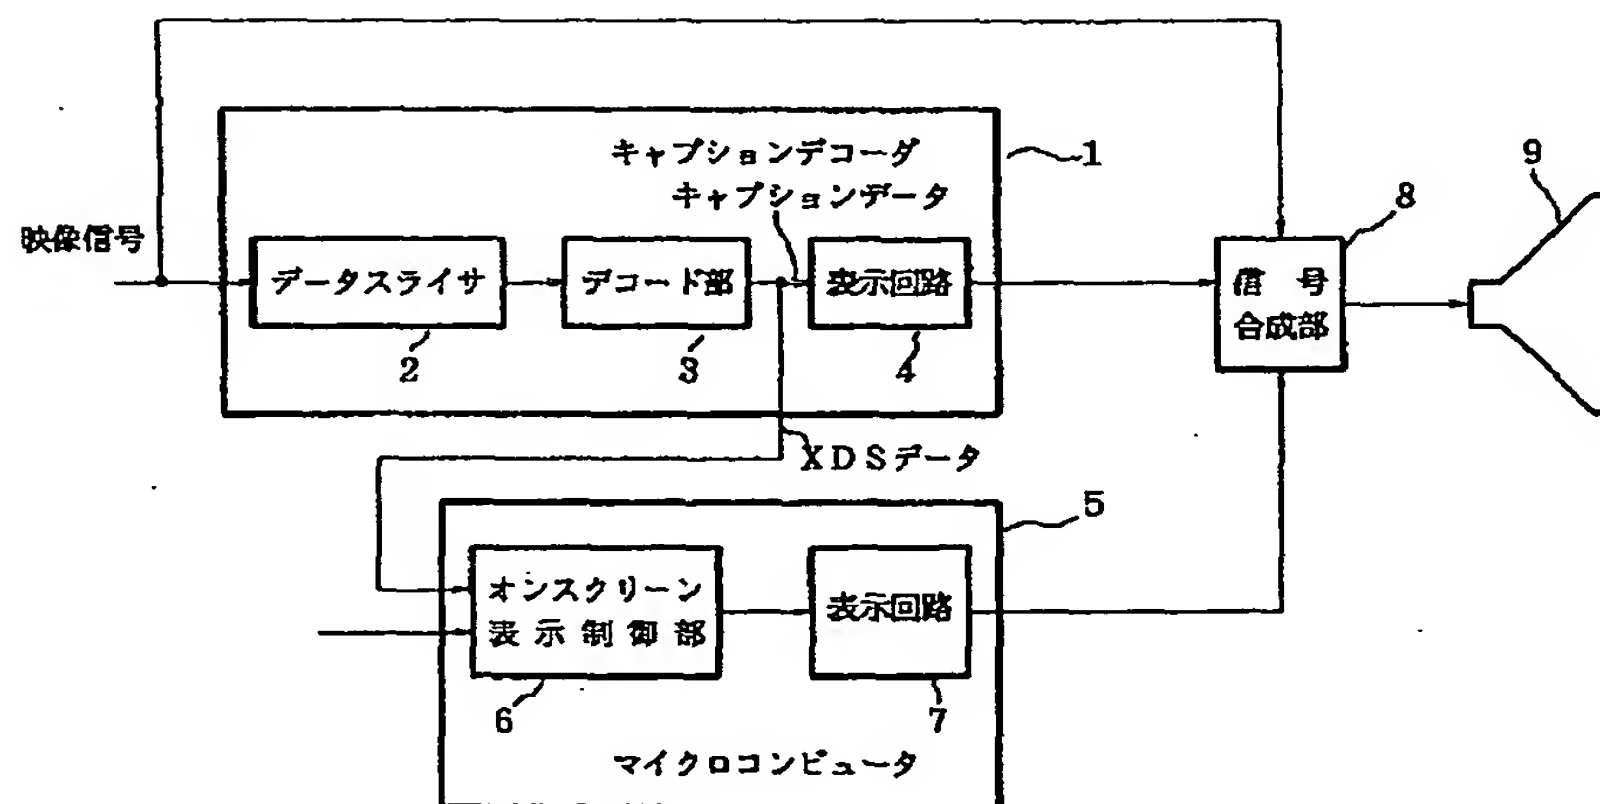 キャプションデコーダ
1
キャプションデータ
9
8
映像信号
データスライサ
デコード部
表示回路
信号
合成部
2
3
4
XDSデータ
5
オンスクリーン
表示制御部
表示回路
6
7
マイクロコンピュータ